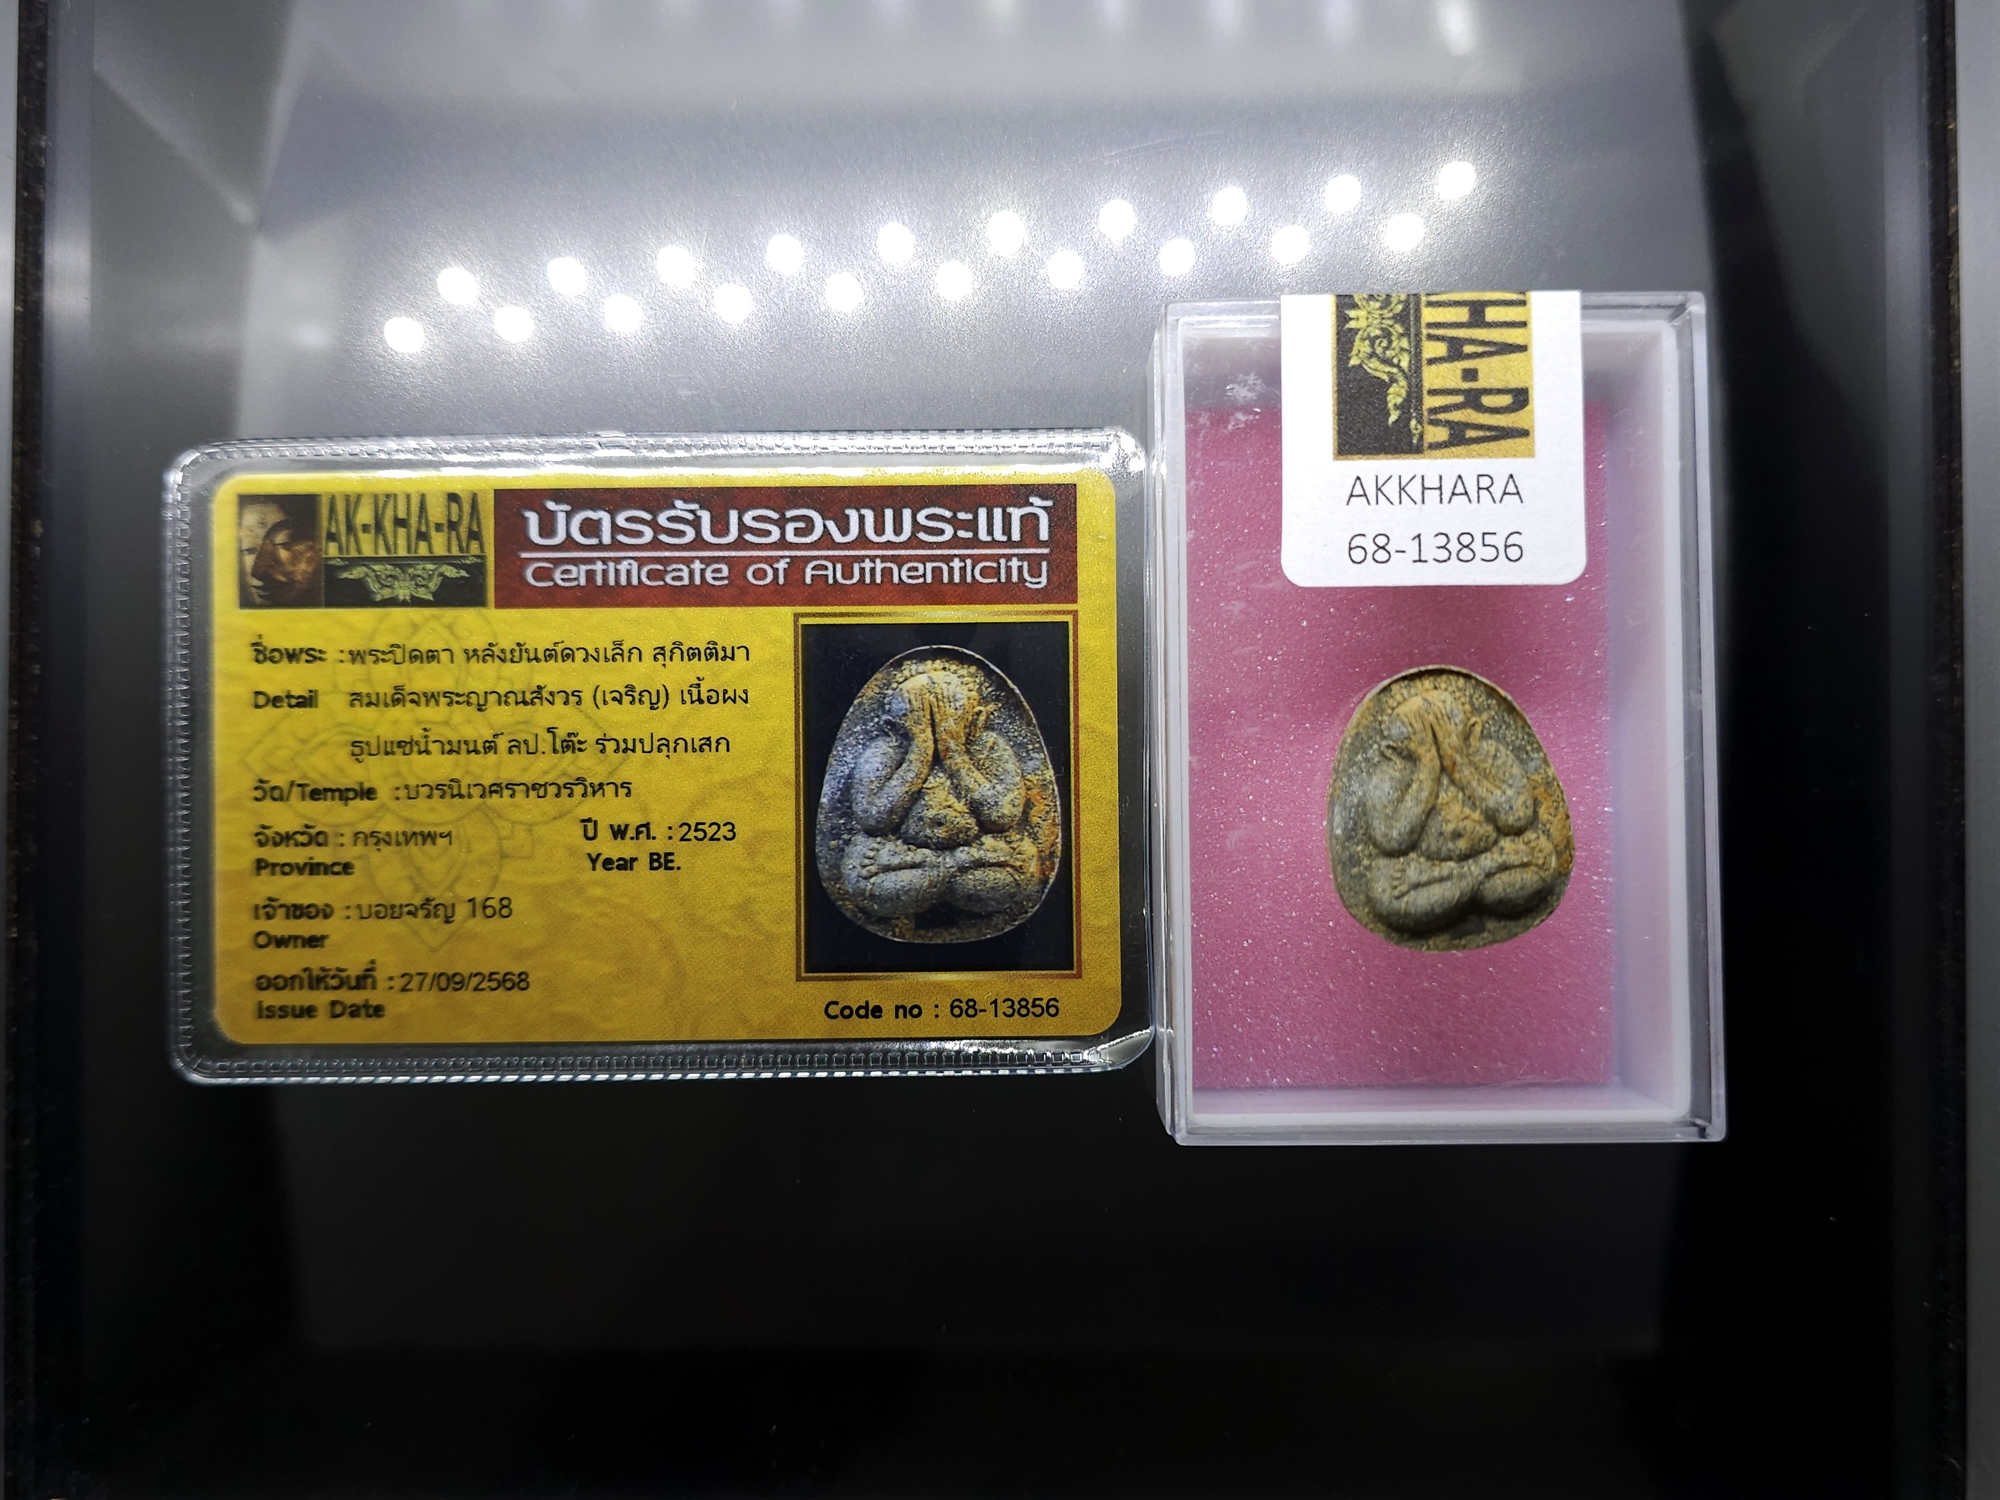 AK-KHA-RA
บัตรรับรองพระแท้
Certificate of Authenticity
ชื่อพระ : พระปิดตา หลังยันต์ดวงเล็ก สุกิตติมา
Detail สมเด็จพระญาณสังวร (เจริญ) เนื้อผง
ธูปแช่น้ำมนต์ ลป.โต๊ะ ร่วมปลุกเสก
วัด/Temple : บวรนิเวศราชวรวิหาร
จังหวัด : กรุงเทพฯ ปี พ.ศ. : 2523
Province Year BE.
เจ้าของ : บอยจรัญ 168
Owner
ออกให้วันที่ : 27/09/2568
Issue Date
Code no : 68-13856
HA-RA
AKKHARA
68-13856